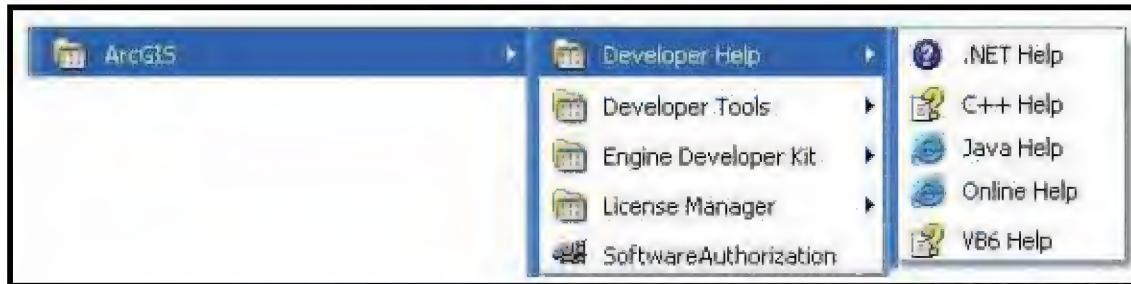 ArcGIS
Developer Help
Developer Tools
Engine Developer Kit
License Manager
SoftwareAuthorization
.NET Help
C++ Help
Java Help
Online Help
VB6 Help